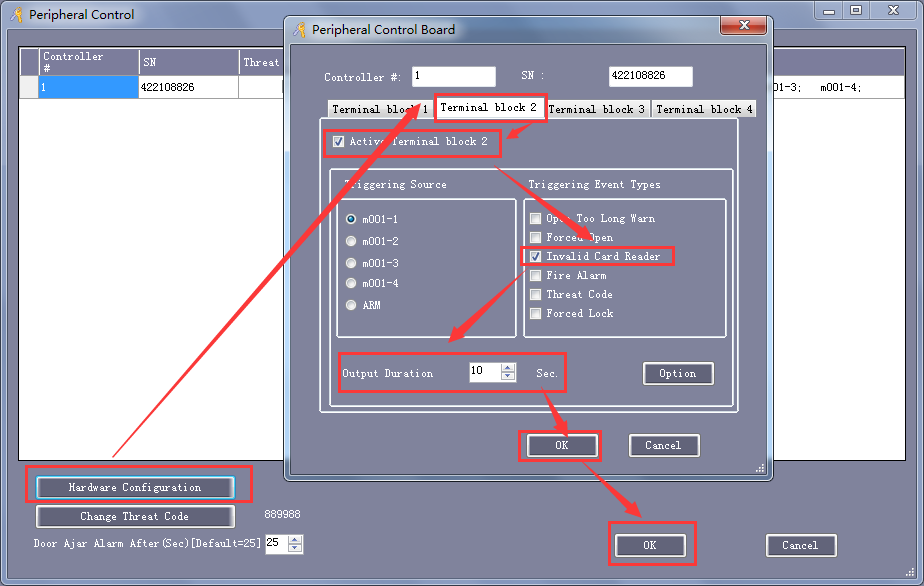 Peripheral Control
Controller #
SN
Threat
1
422108826
01-3; m001-4;
Peripheral Control Board
Controller #: 1
SN : 422108826
Terminal block 1
Terminal block 2
Terminal block 3
Terminal block 4
Active Terminal block 2
Triggering Source
m001-1
m001-2
m001-3
m001-4
ARM
Triggering Event Types
Open Too Long Warn
Forced Open
Invalid Card Reader
Fire Alarm
Threat Code
Forced Lock
Output Duration 10 Sec.
Option
OK
Cancel
Hardware Configuration
Change Threat Code
889988
Door Ajar Alarm After(Sec)[Default=25] 25
OK
Cancel